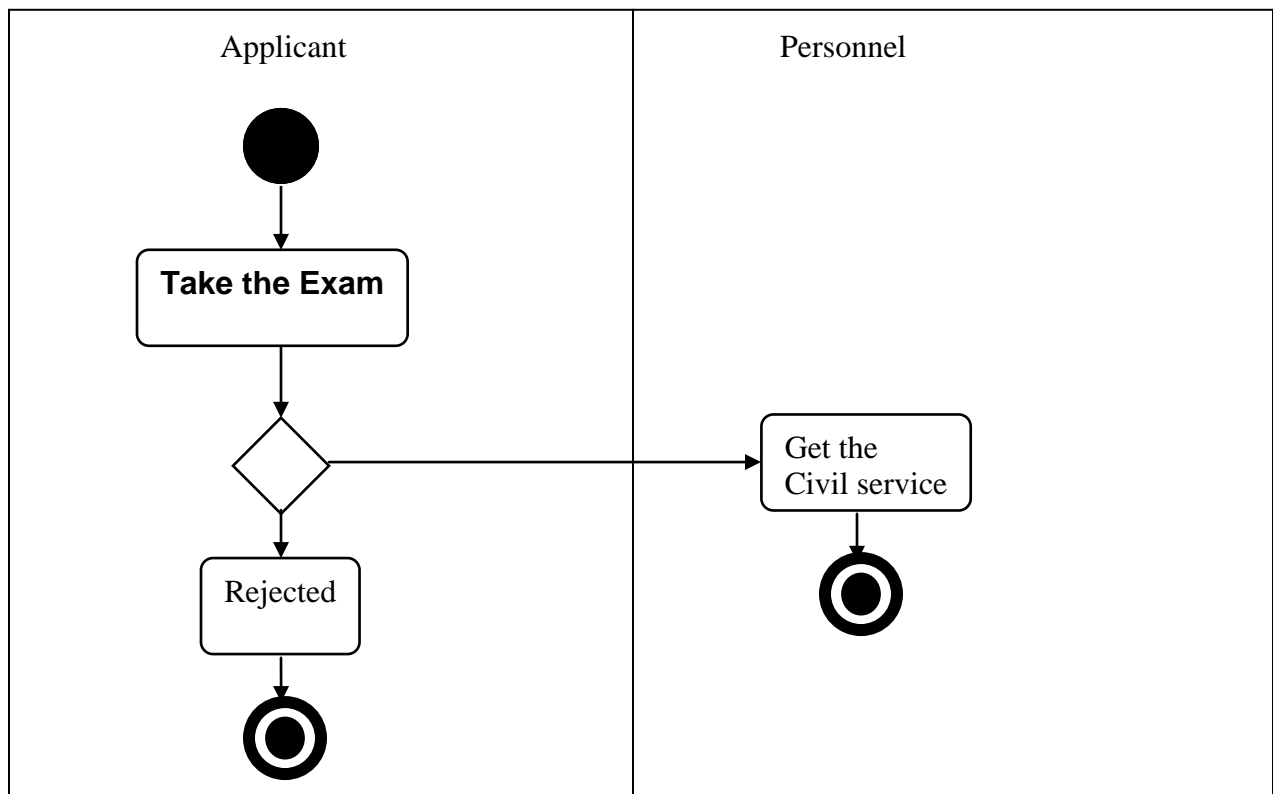 Applicant
Personnel
Take the Exam
Get the
Civil service
Rejected